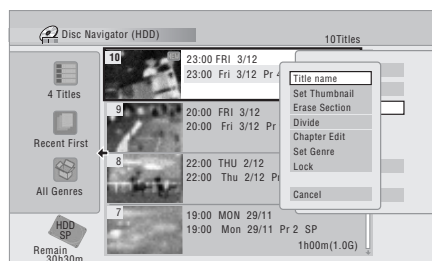 Disc Navigator (HDD)
10Titles
4 Titles
Recent First
All Genres
HDD
SP
Remain
30h30m
10
23:00 FRI 3/12
23:00 Fri 3/12 Pr 4
9
20:00 FRI 3/12
20:00 Fri 3/12 Pr
8
22:00 THU 2/12
22:00 Thu 2/12 Pr
7
19:00 MON 29/11
19:00 Mon 29/11 Pr 2 SP
1h00m(1.0G)
Title name
Set Thumbnail
Erase Section
Divide
Chapter Edit
Set Genre
Lock
Cancel